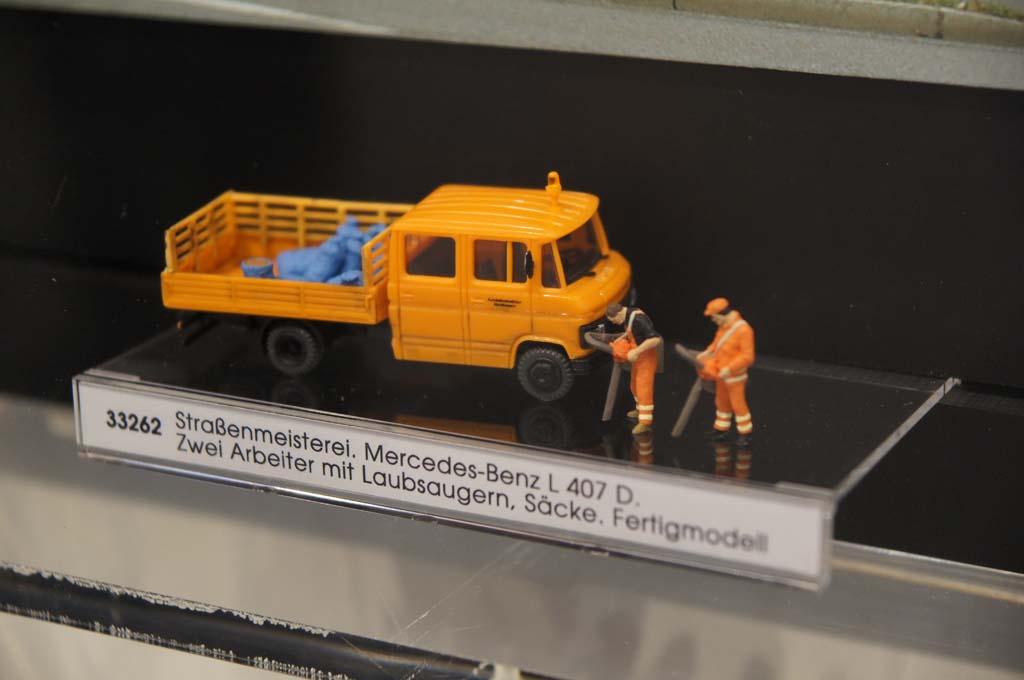 33262 Straßenmeisterei. Mercedes-Benz L 407 D.
Zwei Arbeiter mit Laubsaugern, Säcke. Fertigmodell